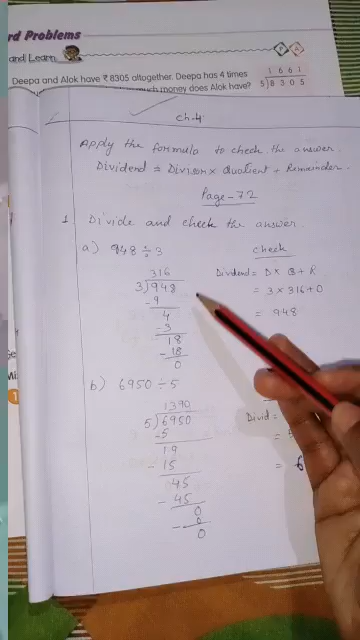 rd Problems
and Learn
Deepa and Alok have ₹ 8305 altogether. Deepa has 4 times
much money does Alok have?
1 6 6 1
5) 8 3 0 5
Ch-4
Apply the formula to check the answer.
Dividend = Divisor x Quotient + Remainder.
Page-72
1 Divide and check the answer.
a) 948 ÷ 3
check
316
3) 948
Dividend = D x Q + R
-9
= 3 x 316 + 0
4
= 948
-3
18
-18
0
b) 6950 ÷ 5
1390
5) 6950
Divid =
-5
=
19
-15
= 6
45
-45
0
-0
0